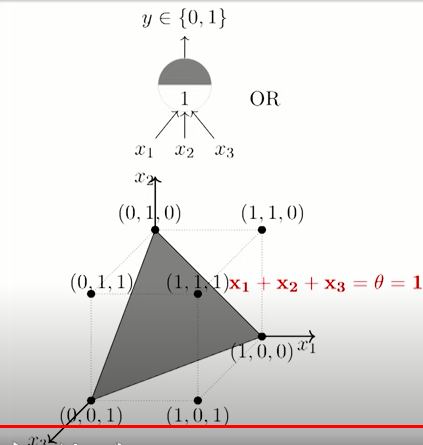 y ∈ {0, 1}
1
OR
x₁ x₂ x₃
x₂
(0, 1, 0) (1, 1, 0)
(0, 1, 1) (1, 1, 1) x₁ + x₂ + x₃ = θ = 1
(1, 0, 0) x₁
(0, 0, 1) (1, 0, 1)
x₃